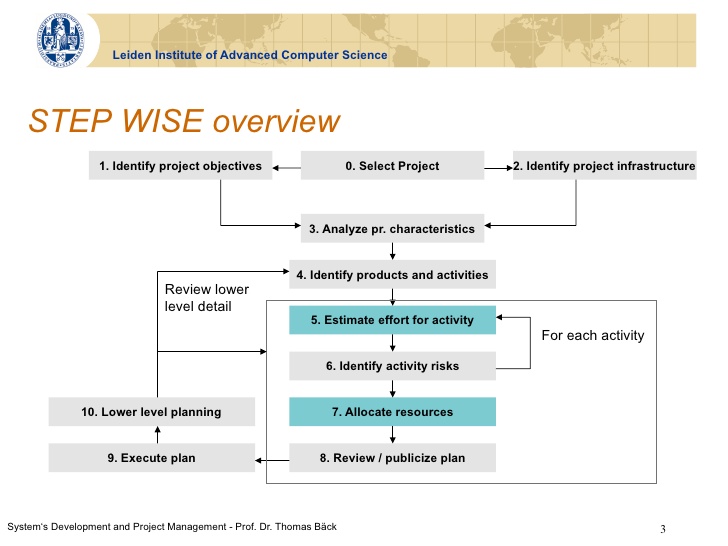 Leiden Institute of Advanced Computer Science
STEP WISE overview
1. Identify project objectives
0. Select Project
2. Identify project infrastructure
3. Analyze pr. characteristics
4. Identify products and activities
Review lower
level detail
5. Estimate effort for activity
For each activity
6. Identify activity risks
10. Lower level planning
7. Allocate resources
9. Execute plan
8. Review / publicize plan
System's Development and Project Management - Prof. Dr. Thomas Bäck
3